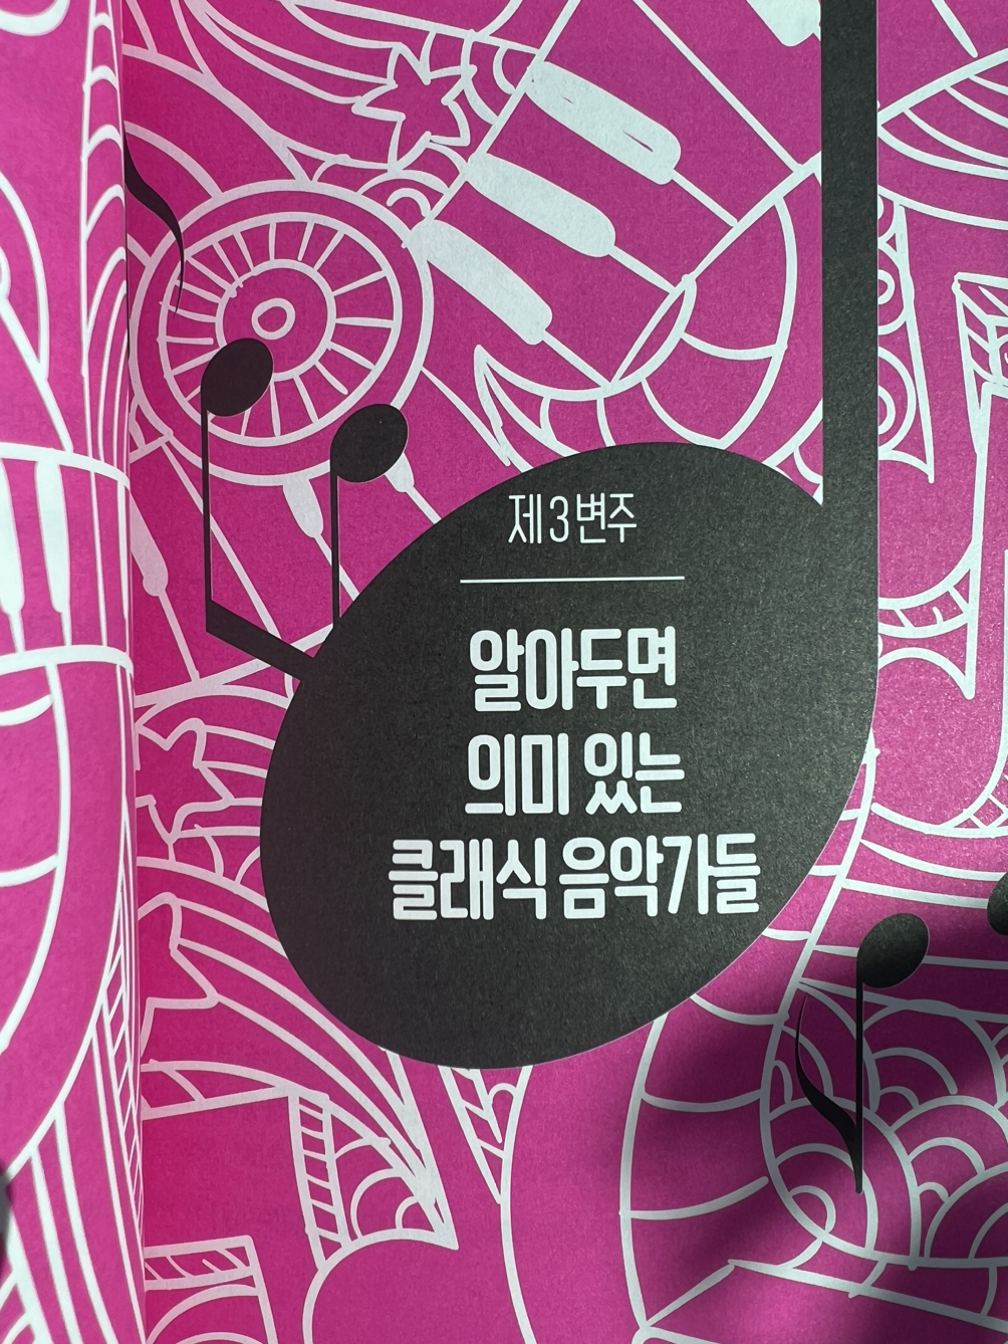 제3변주
알아두면
의미 있는
클래식 음악가들